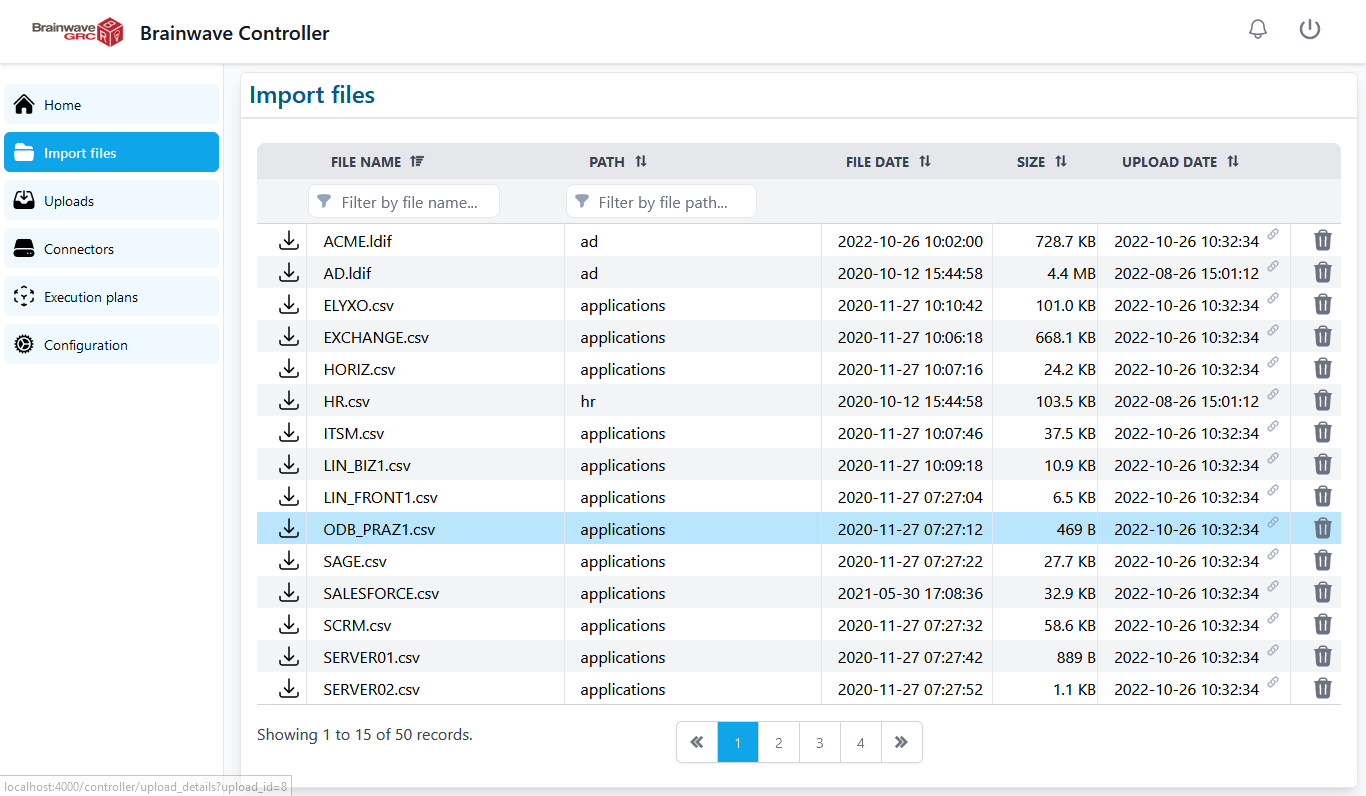 Brainwave GRC Brainwave Controller
Home
Import files
Uploads
Connectors
Execution plans
Configuration
Import files
FILE NAME PATH FILE DATE SIZE UPLOAD DATE
Filter by file name... Filter by file path...
ACME.ldif ad 2022-10-26 10:02:00 728.7 KB 2022-10-26 10:32:34
AD.ldif ad 2020-10-12 15:44:58 4.4 MB 2022-08-26 15:01:12
ELYXO.csv applications 2020-11-27 10:10:42 101.0 KB 2022-10-26 10:32:34
EXCHANGE.csv applications 2020-11-27 10:06:18 668.1 KB 2022-10-26 10:32:34
HORIZ.csv applications 2020-11-27 10:07:16 24.2 KB 2022-10-26 10:32:34
HR.csv hr 2020-10-12 15:44:58 103.5 KB 2022-08-26 15:01:12
ITSM.csv applications 2020-11-27 10:07:46 37.5 KB 2022-10-26 10:32:34
LIN_BIZ1.csv applications 2020-11-27 10:09:18 10.9 KB 2022-10-26 10:32:34
LIN_FRONT1.csv applications 2020-11-27 07:27:04 6.5 KB 2022-10-26 10:32:34
ODB_PRAZ1.csv applications 2020-11-27 07:27:12 469 B 2022-10-26 10:32:34
SAGE.csv applications 2020-11-27 07:27:22 27.7 KB 2022-10-26 10:32:34
SALESFORCE.csv applications 2021-05-30 17:08:36 32.9 KB 2022-10-26 10:32:34
SCRM.csv applications 2020-11-27 07:27:32 58.6 KB 2022-10-26 10:32:34
SERVER01.csv applications 2020-11-27 07:27:42 889 B 2022-10-26 10:32:34
SERVER02.csv applications 2020-11-27 07:27:52 1.1 KB 2022-10-26 10:32:34
Showing 1 to 15 of 50 records. « 1 2 3 4 »
localhost:4000/controller/upload_details?upload_id=8